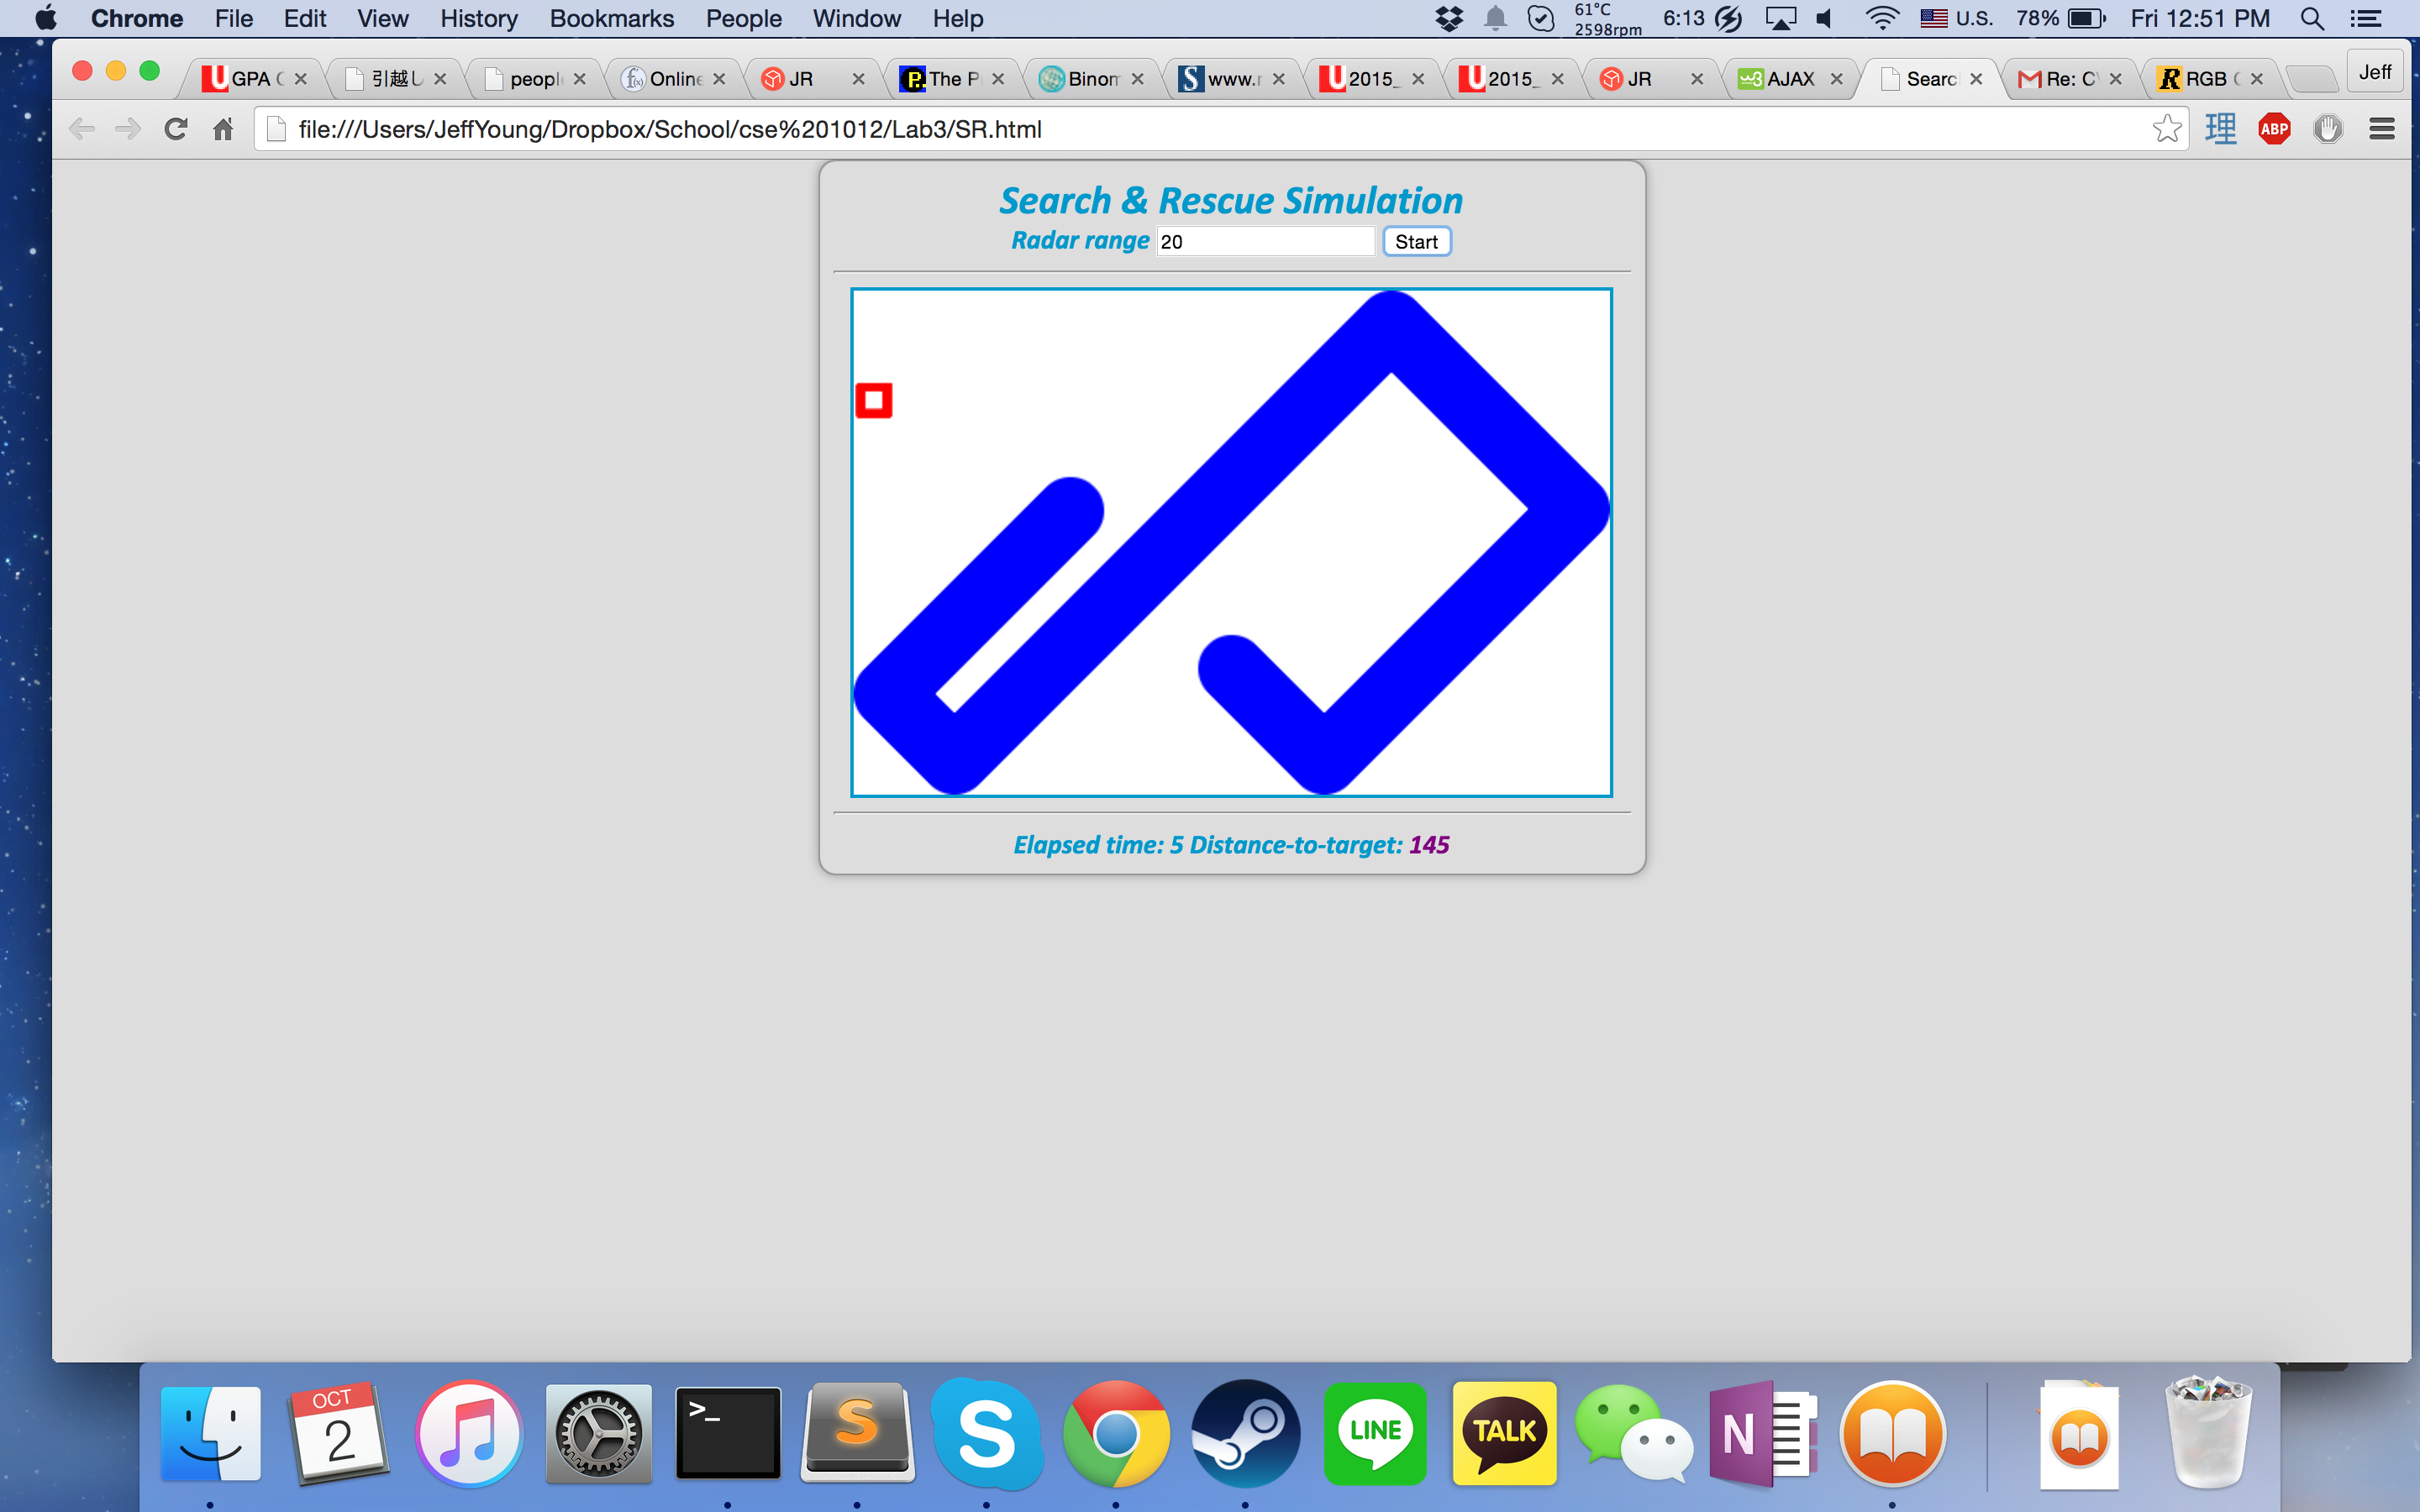 Chrome File Edit View History Bookmarks People Window Help 61°C 2598rpm 6:13 U.S. 78% Fri 12:51 PM
GPA 引越し peopl Online JR The P Binom www.r 2015_ 2015_ JR AJAX Searc Re: C RGB Jeff
file:///Users/JeffYoung/Dropbox/School/cse%201012/Lab3/SR.html 理 ABP
Search & Rescue Simulation
Radar range 20 Start
Elapsed time: 5 Distance-to-target: 145
OCT
2
>_
S
S
LINE
TALK
N